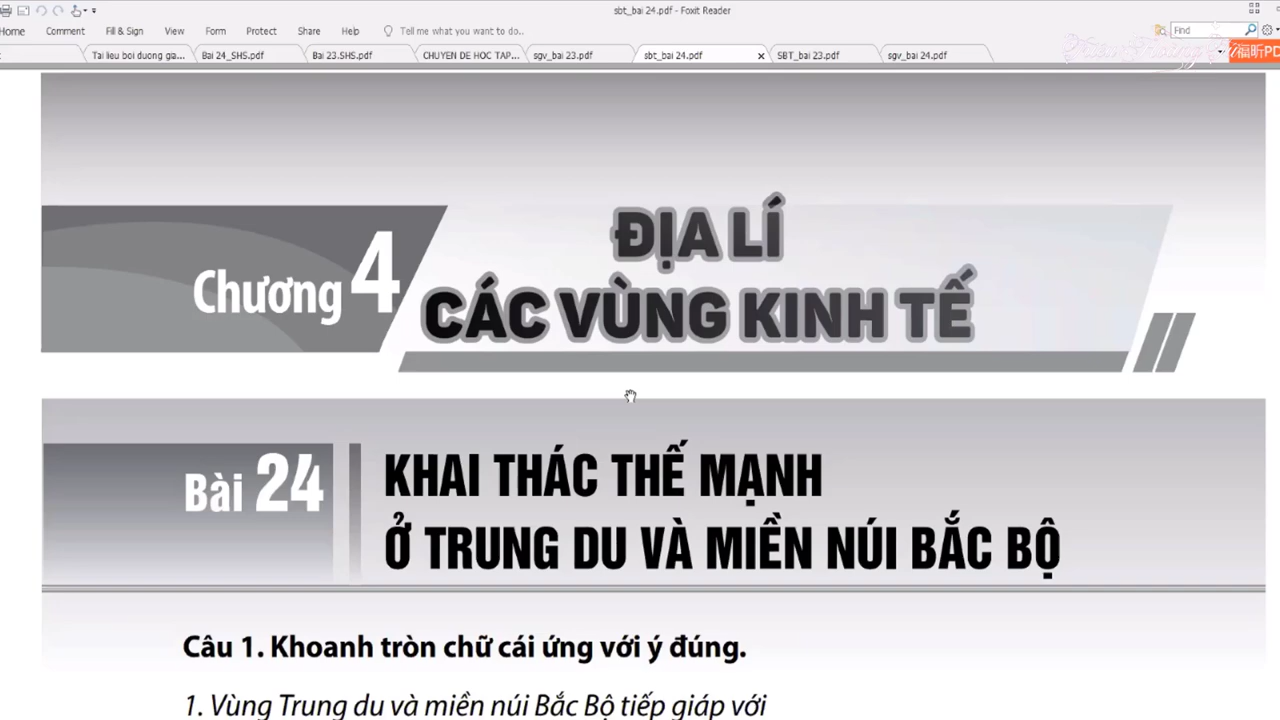 sbt_bai 24.pdf - Foxit Reader
Home Comment Fill & Sign View Form Protect Share Help Tell me what you want to do.. Find
Tai lieu boi duong gia... Bai 24_SHS.pdf Bai 23.SHS.pdf CHUYEN DE HOC TAP... sgv_bai 23.pdf sbt_bai 24.pdf x SBT_bai 23.pdf sgv_bai 24.pdf
Chương 4
ĐỊA LÍ
CÁC VÙNG KINH TẾ
Bài 24
KHAI THÁC THẾ MẠNH
Ở TRUNG DU VÀ MIỀN NÚI BẮC BỘ
Câu 1. Khoanh tròn chữ cái ứng với ý đúng.
1. Vùng Trung du và miền núi Bắc Bộ tiếp giáp với